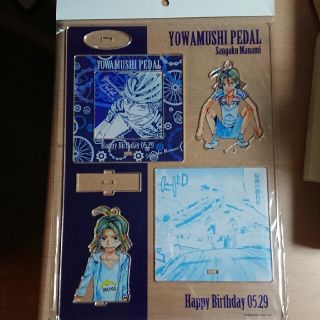 YOWAMUSHI PEDAL
Sangaku Manami
YOWAMUSHI PEDAL
Happy Birthday 05.29
Happy Birthday 05.29